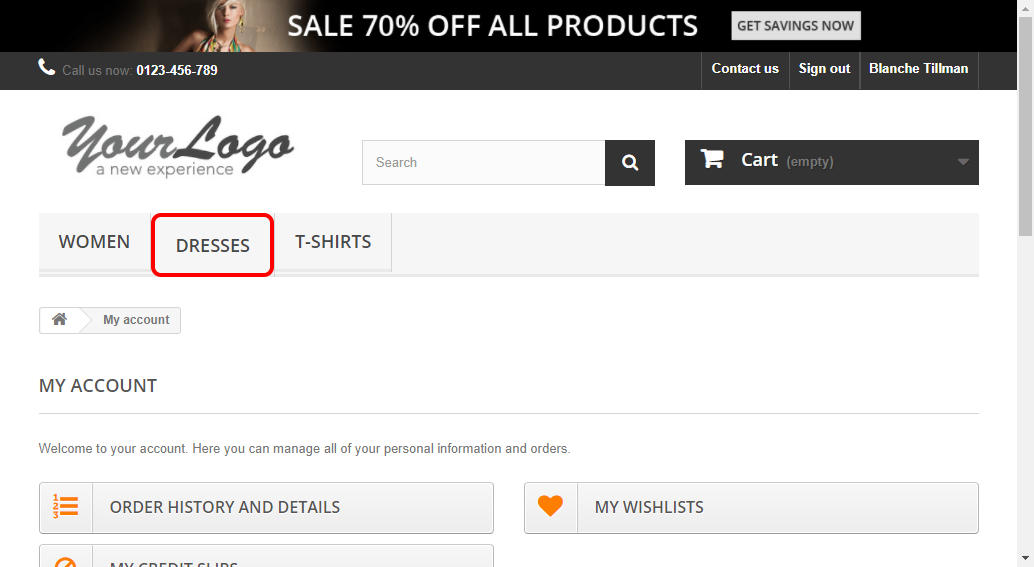 SALE 70% OFF ALL PRODUCTS GET SAVINGS NOW
Call us now: 0123-456-789 Contact us Sign out Blanche Tillman
YourLogo
a new experience
Search Cart (empty)
WOMEN DRESSES T-SHIRTS
My account
MY ACCOUNT
Welcome to your account. Here you can manage all of your personal information and orders.
1 2 3 ORDER HISTORY AND DETAILS MY WISHLISTS
MY CREDIT SLIPS